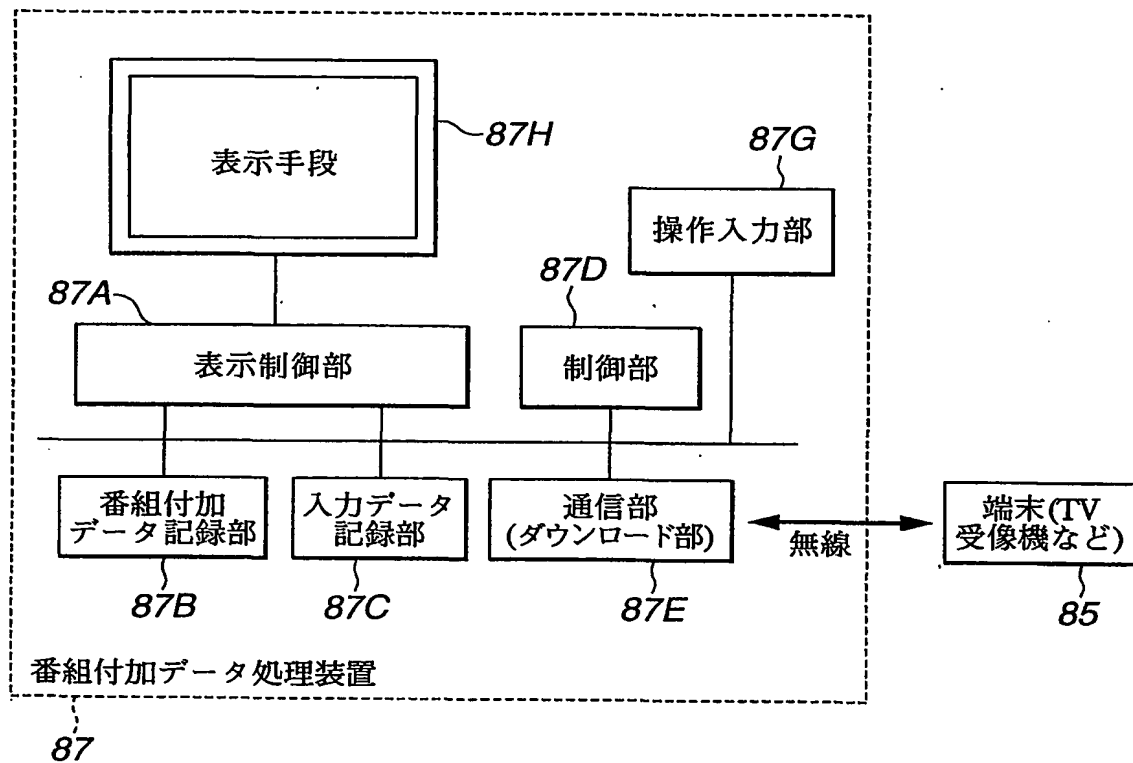 表示手段
87H
87G
操作入力部
87D
87A
表示制御部
制御部
番組付加
データ記録部
入力データ
記録部
通信部
(ダウンロード部)
無線
端末(TV
受像機など)
87B
87C
87E
85
番組付加データ処理装置
87